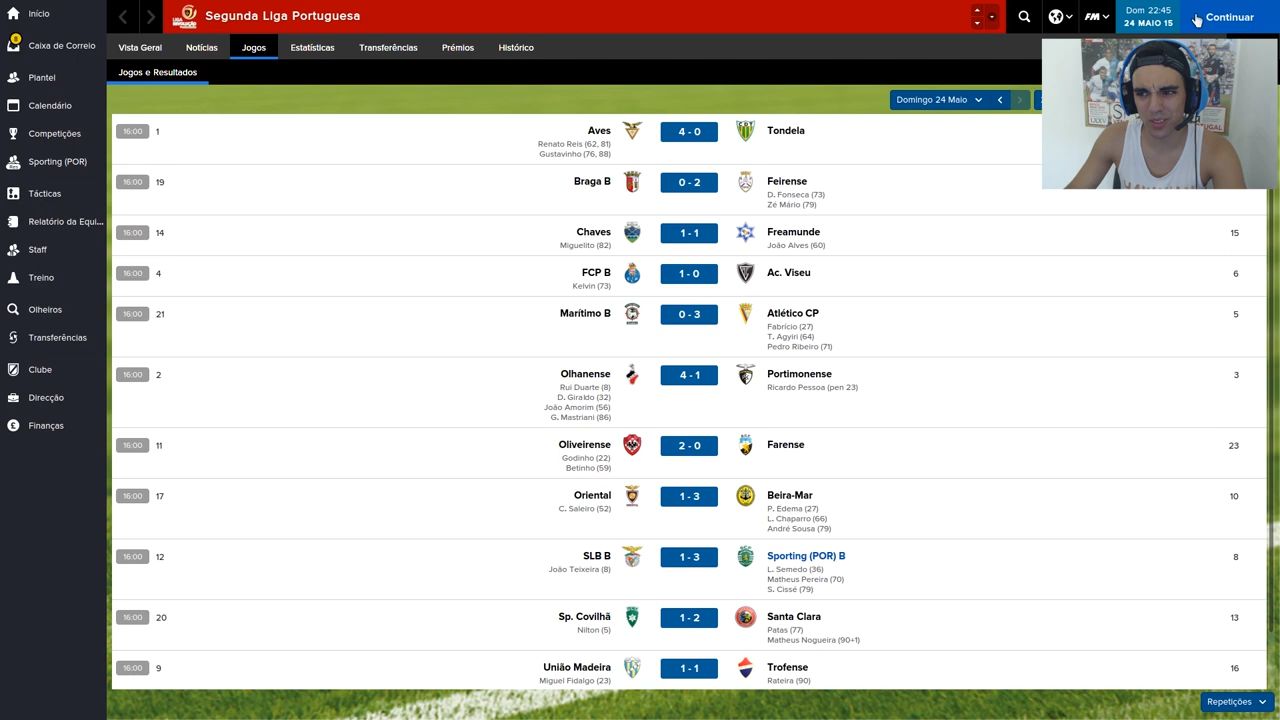 Início
Caixa de Correio
Plantel
Calendário
Competições
Sporting (POR)
Tácticas
Relatório da Equi...
Staff
Treino
Olheiros
Transferências
Clube
Direcção
Finanças
Segunda Liga Portuguesa
FM
Dom 22:45
24 MAIO 15
Continuar
Vista Geral Notícias Jogos Estatísticas Transferências Prémios Histórico
Jogos e Resultados
Domingo 24 Maio
16:00 1 Aves 4 - 0 Tondela
Renato Reis (62, 81)
Gustavinho (76, 88)
16:00 19 Braga B 0 - 2 Feirense
D. Fonseca (73)
Zé Mário (79)
16:00 14 Chaves 1 - 1 Freamunde 15
Miguelito (82) João Alves (60)
16:00 4 FCP B 1 - 0 Ac. Viseu 6
Kelvin (73)
16:00 21 Marítimo B 0 - 3 Atlético CP 5
Fabrício (27)
T. Agyiri (64)
Pedro Ribeiro (71)
16:00 2 Olhanense 4 - 1 Portimonense 3
Rui Duarte (8) Ricardo Pessoa (pen 23)
D. Giraldo (32)
João Amorim (56)
G. Mastriani (86)
16:00 11 Oliveirense 2 - 0 Farense 23
Godinho (22)
Betinho (59)
16:00 17 Oriental 1 - 3 Beira-Mar 10
C. Saleiro (52) P. Edema (27)
L. Chaparro (66)
André Sousa (79)
16:00 12 SLB B 1 - 3 Sporting (POR) B 8
João Teixeira (8) L. Semedo (36)
Matheus Pereira (70)
S. Cissé (79)
16:00 20 Sp. Covilhã 1 - 2 Santa Clara 13
Nilton (5) Patas (77)
Matheus Nogueira (90+1)
16:00 9 União Madeira 1 - 1 Trofense 16
Miguel Fidalgo (23) Rateira (90)
Repetições